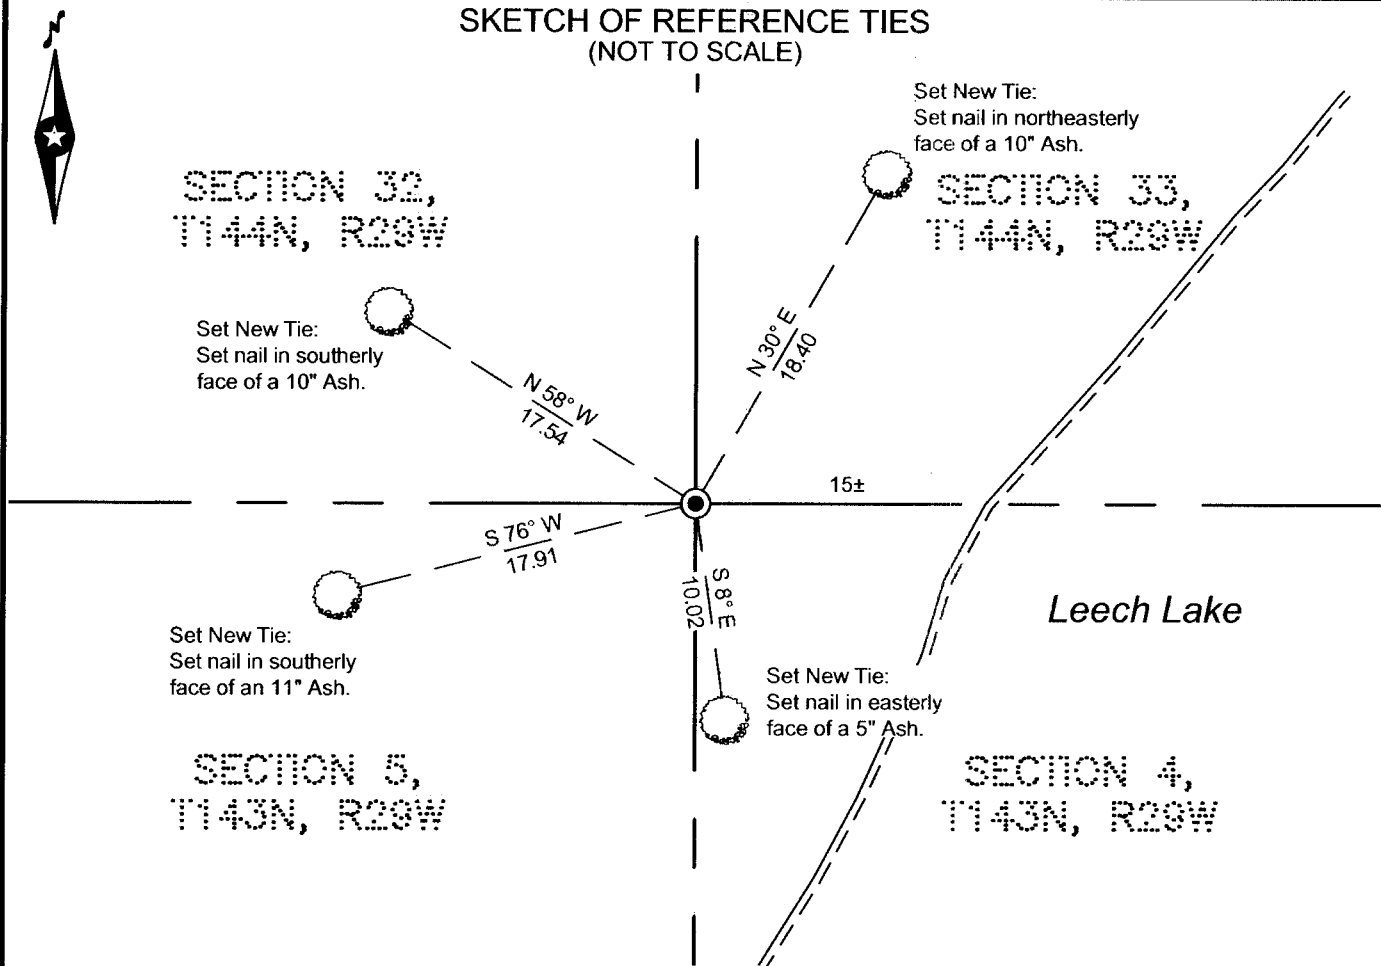 SKETCH OF REFERENCE TIES
(NOT TO SCALE)
N
Set New Tie:
Set nail in northeasterly
face of a 10" Ash.
SECTION 32,
T144N, R29W
SECTION 33,
T144N, R29W
Set New Tie:
Set nail in southerly
face of a 10" Ash.
N 30° E
18.40
N 58° W
17.54
15±
S 76° W
17.91
S 8° E
10.02
Leech Lake
Set New Tie:
Set nail in southerly
face of an 11" Ash.
Set New Tie:
Set nail in easterly
face of a 5" Ash.
SECTION 5,
T143N, R29W
SECTION 4,
T143N, R29W